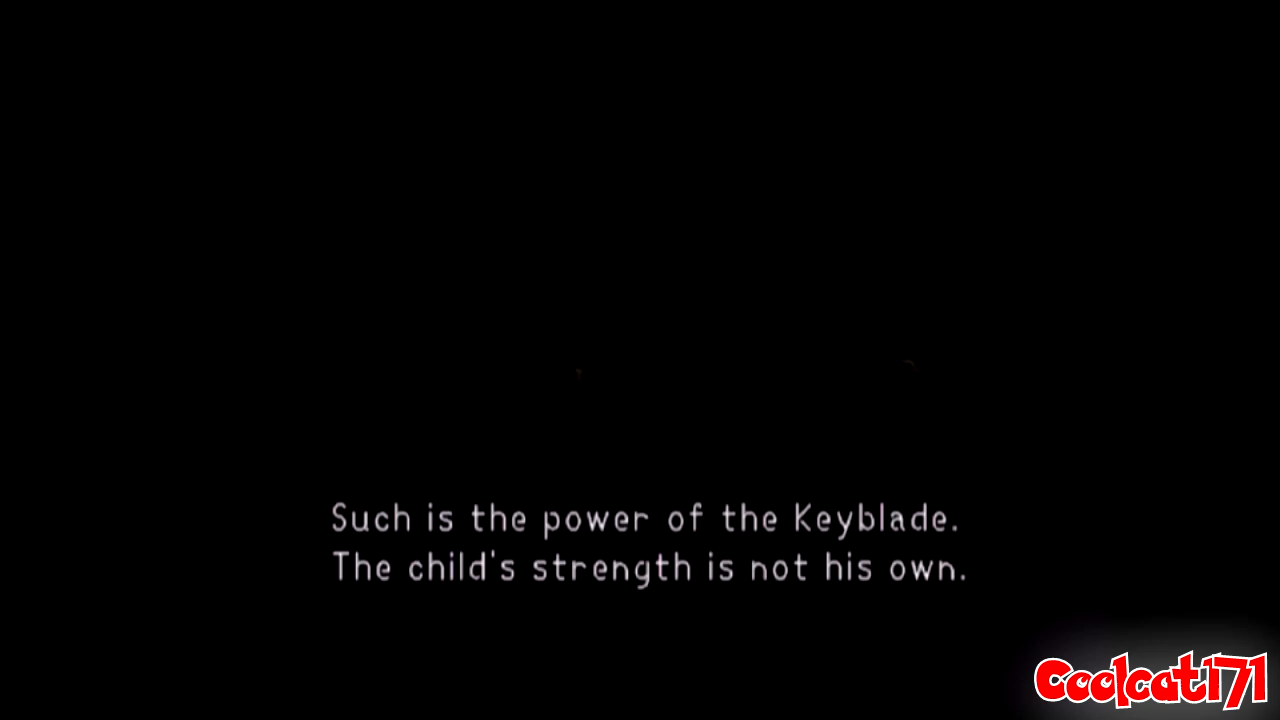 Such is the power of the Keyblade.
The child's strength is not his own.
Coolcat171